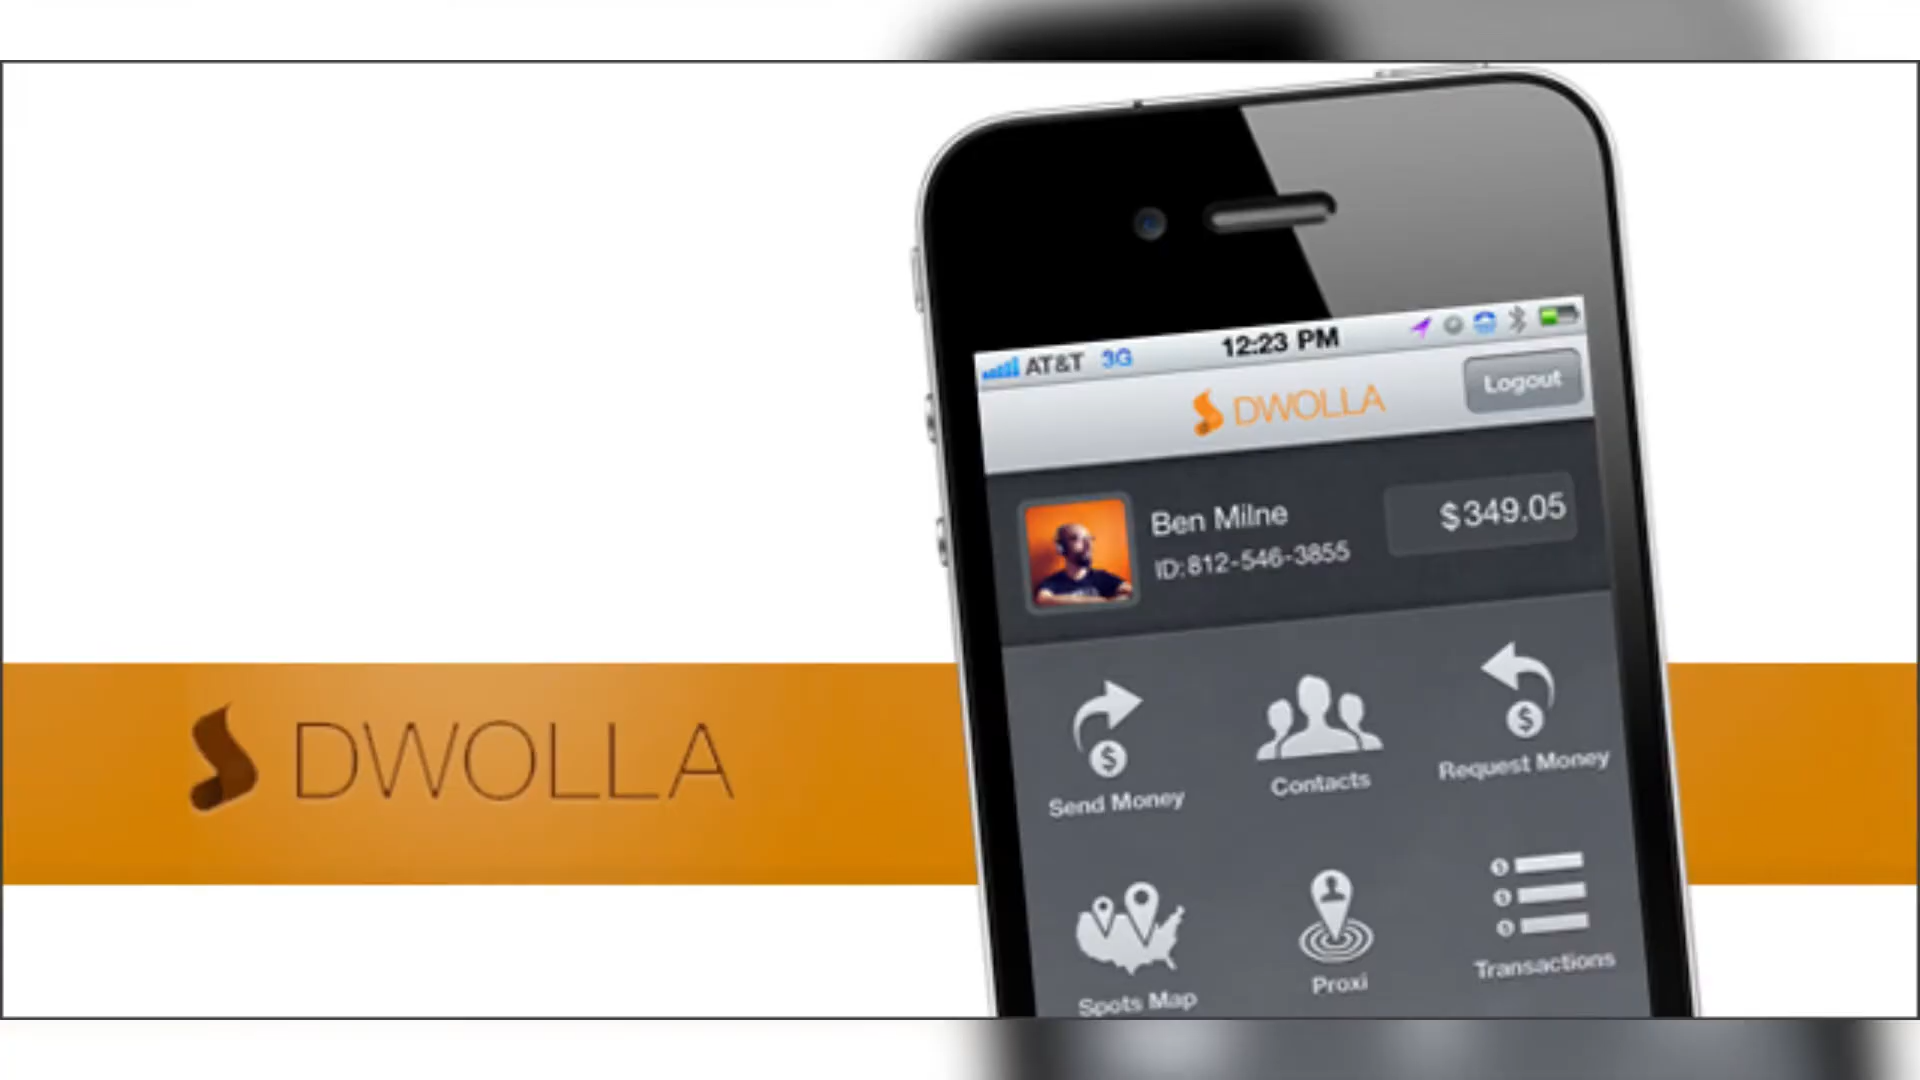 AT&T 3G 12:23 PM
DWOLLA
Logout
Ben Milne
$349.05
ID:812-546-3855
Send Money
Contacts
Request Money
Spots Map
Proxi
Transactions
DWOLLA